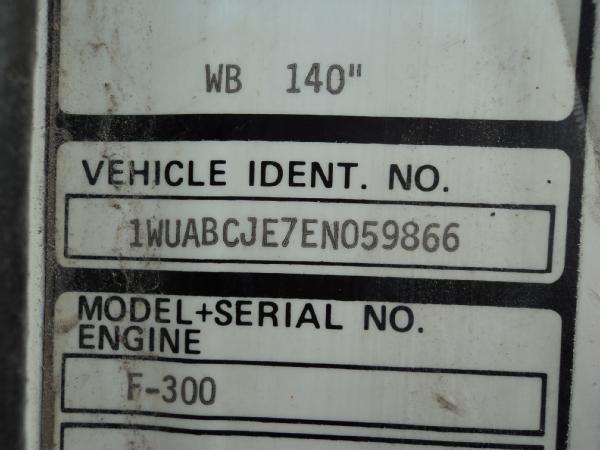 WB 140"
VEHICLE IDENT. NO.
1WUABCJE7EN059866
MODEL+SERIAL NO.
ENGINE
F-300